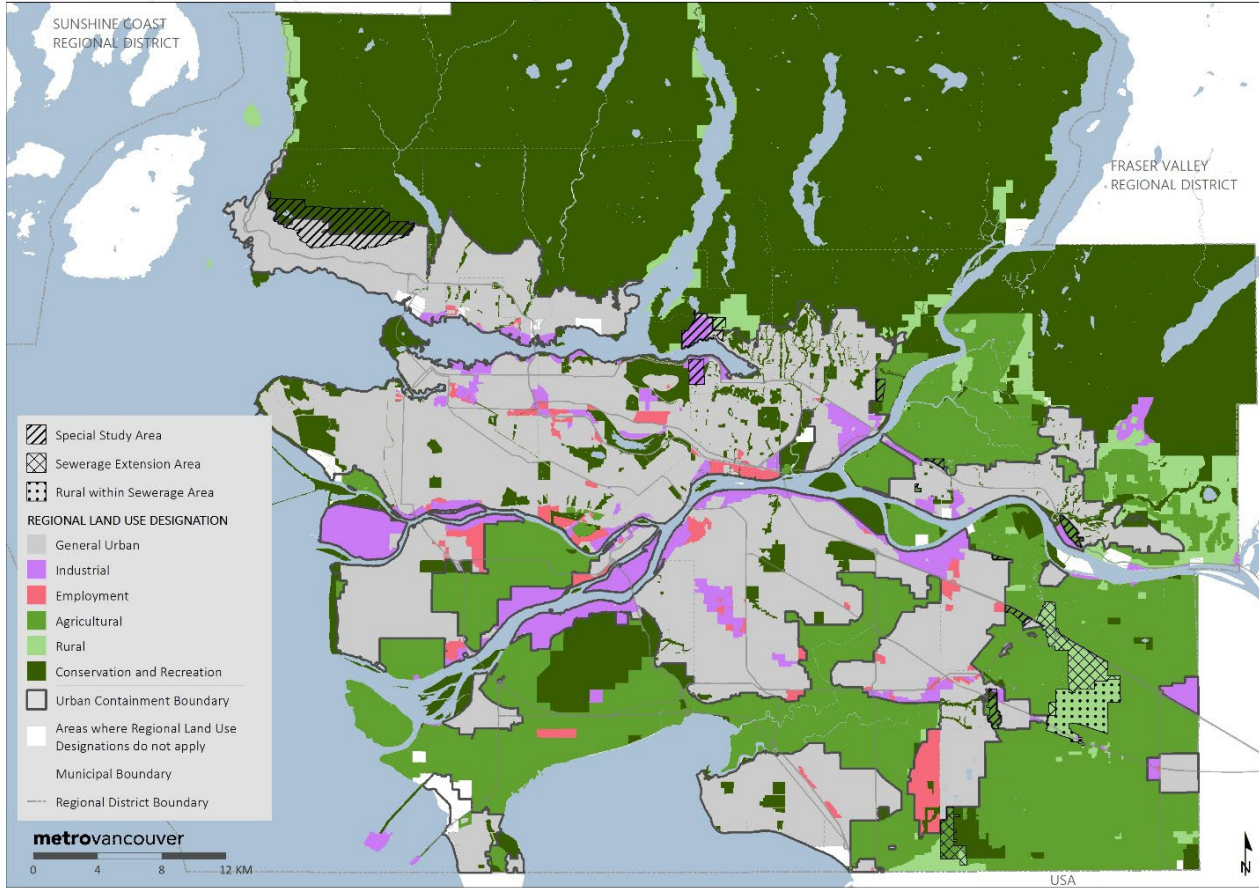 SUNSHINE COAST
REGIONAL DISTRICT
FRASER VALLEY
REGIONAL DISTRICT
Special Study Area
Sewerage Extension Area
Rural within Sewerage Area
REGIONAL LAND USE DESIGNATION
General Urban
Industrial
Employment
Agricultural
Rural
Conservation and Recreation
Urban Containment Boundary
Areas where Regional Land Use
Designations do not apply
Municipal Boundary
Regional District Boundary
metrovancouver
0 4 8 12 KM
USA
N